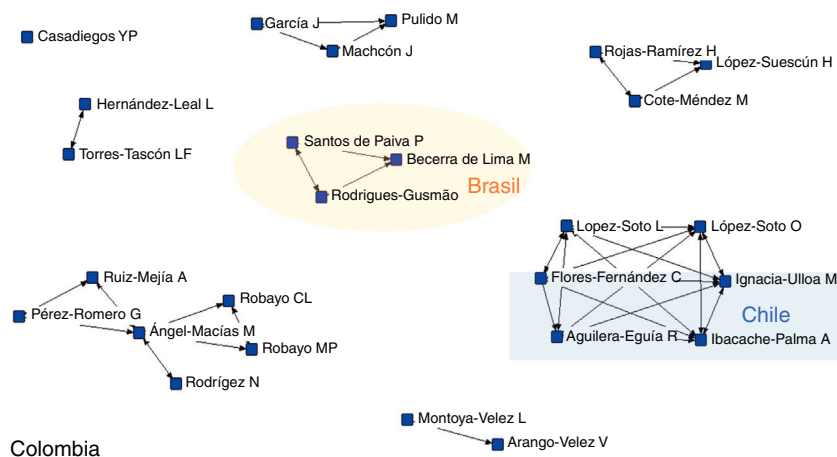 García J
Pulido M
Casadiegos YP
Machcón J
Rojas-Ramírez H
López-Suescún H
Hernández-Leal L
Cote-Méndez M
Santos de Paiva P
Torres-Tascón LF
Becerra de Lima M
Brasil
Rodrigues-Gusmão
Lopez-Soto L
López-Soto O
Ruiz-Mejía A
Flores-Fernández C
Ignacia-Ulloa M
Robayo CL
Pérez-Romero G
Chile
Ángel-Macías M
Aguilera-Eguía R
Ibacache-Palma A
Robayo MP
Rodrígez N
Montoya-Velez L
Arango-Velez V
Colombia